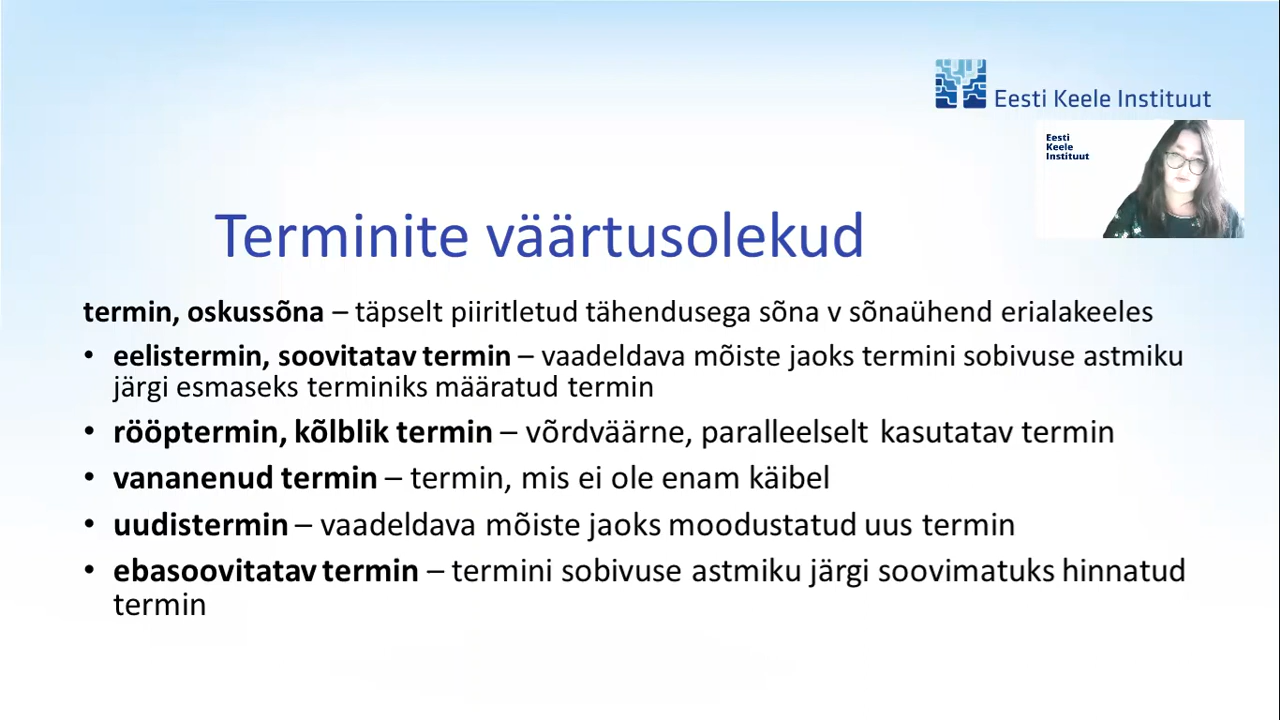 Eesti Keele Instituut
Eesti
Keele
Instituut
Terminite väärtusolekud
termin, oskussõna – täpselt piiritletud tähendusega sõna v sõnaühend erialakeeles
• eelistermin, soovitatav termin – vaadeldava mõiste jaoks termini sobivuse astmiku
järgi esmaseks terminiks määratud termin
• rööptermin, kõlblik termin – võrdväärne, paralleelselt kasutatav termin
• vananenud termin – termin, mis ei ole enam käibel
• uudistermin – vaadeldava mõiste jaoks moodustatud uus termin
• ebasoovitatav termin – termini sobivuse astmiku järgi soovimatuks hinnatud
termin